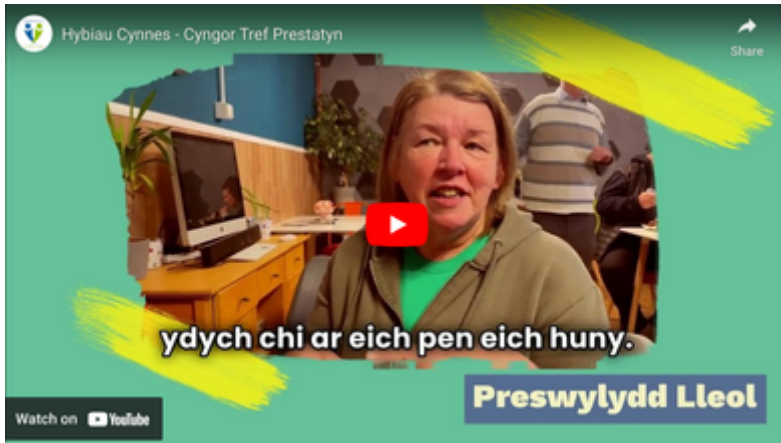 Hybiau Cynnes - Cyngor Tref Prestatyn
Share
ydych chi ar eich pen eich huny.
Preswylydd Lleol
Watch on YouTube